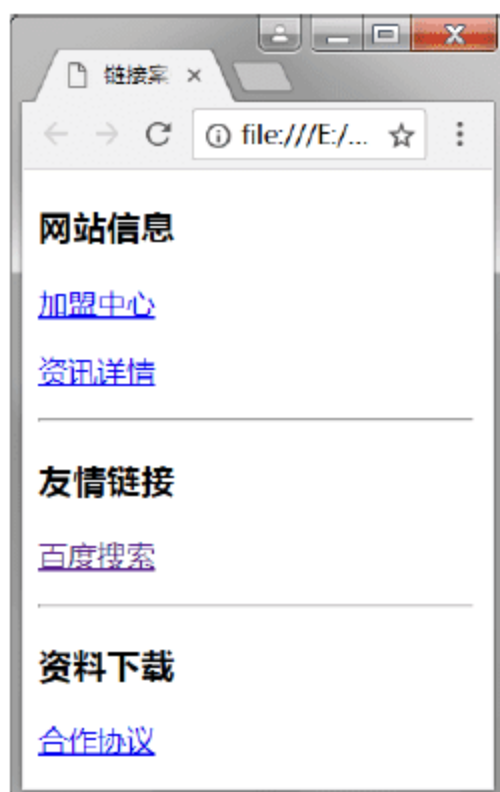 链接案
file:///E:/...
网站信息
加盟中心
资讯详情
友情链接
百度搜索
资料下载
合作协议